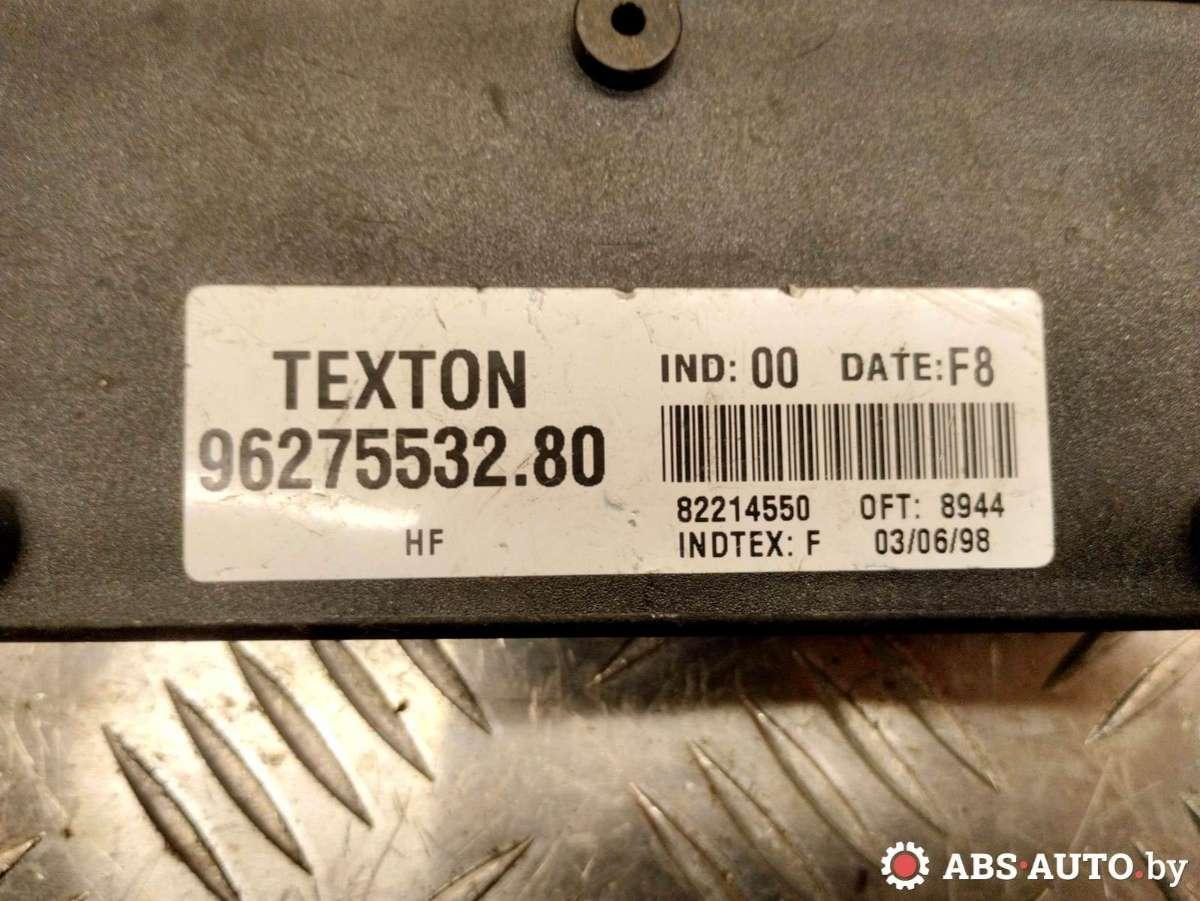 TEXTON
96275532.80
HF
IND: 00 DATE: F8
82214550 OFT: 8944
INDTEX: F 03/06/98
ABS-AUTO.by